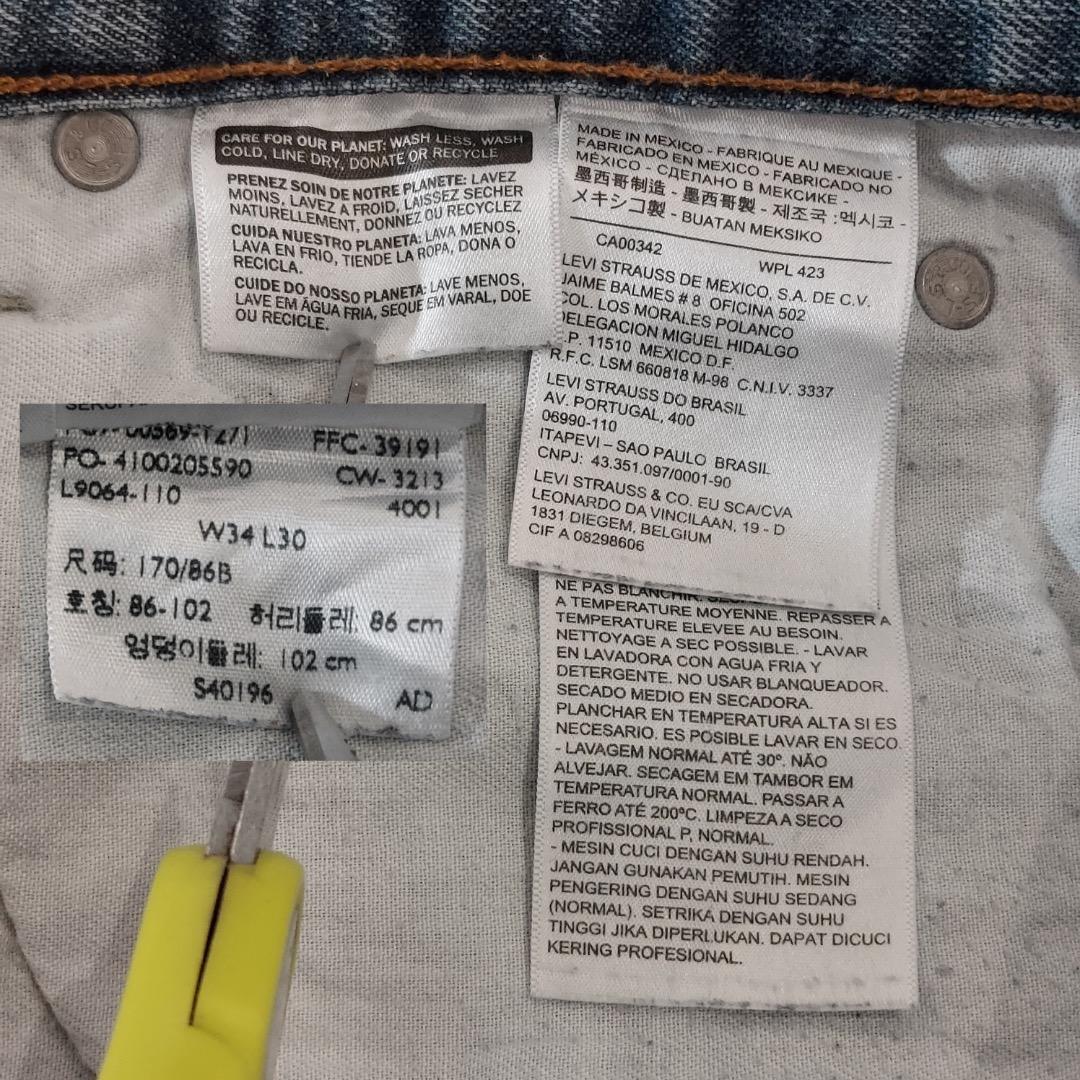 CARE FOR OUR PLANET: WASH LESS, WASH
COLD, LINE DRY, DONATE OR RECYCLE
PRENEZ SOIN DE NOTRE PLANETE: LAVEZ
MOINS, LAVEZ A FROID, LAISSEZ SECHER
NATURELLEMENT, DONNEZ OU RECYCLEZ
CUIDA NUESTRO PLANETA: LAVA MENOS,
LAVA EN FRIO, TIENDE LA ROPA, DONA O
RECICLA.
CUIDE DO NOSSO PLANETA: LAVE MENOS,
LAVE EM ÁGUA FRIA, SEQUE EM VARAL, DOE
OU RECICLE.
MADE IN MEXICO - FABRIQUE AU MEXIQUE -
FABRICADO EN MEXICO - FABRICADO NO
MÉXICO - СДЕЛАНО В МЕКСИКЕ -
墨西哥制造 - 墨西哥製 - 제조국 :멕시코 -
メキシコ製 - BUATAN MEKSIKO
CA00342 WPL 423
LEVI STRAUSS DE MEXICO, S.A. DE C.V.
JAIME BALMES # 8 OFICINA 502
COL. LOS MORALES POLANCO
DELEGACION MIGUEL HIDALGO
.P. 11510 MEXICO D.F.
R.F.C. LSM 660818 M-98 C.N.I.V. 3337
LEVI STRAUSS DO BRASIL
AV. PORTUGAL, 400
06990-110
ITAPEVI – SAO PAULO BRASIL
CNPJ: 43.351.097/0001-90
LEVI STRAUSS & CO. EU SCA/CVA
LEONARDO DA VINCILAAN, 19 - D
1831 DIEGEM, BELGIUM
CIF A 08298606
FFC- 39191
PO- 4100205590 CW- 3213
L9064-110 4001
W34 L30
尺码: 170/86B
호칭: 86-102 허리둘레: 86 cm
엉덩이둘레: 102 cm
S40196 AD
NE PAS BLANCHIR.
A TEMPERATURE MOYENNE. REPASSER A
TEMPERATURE ELEVEE AU BESOIN.
NETTOYAGE A SEC POSSIBLE. - LAVAR
EN LAVADORA CON AGUA FRIA Y
DETERGENTE. NO USAR BLANQUEADOR.
SECADO MEDIO EN SECADORA.
PLANCHAR EN TEMPERATURA ALTA SI ES
NECESARIO. ES POSIBLE LAVAR EN SECO.
- LAVAGEM NORMAL ATÉ 30º. NÃO
ALVEJAR. SECAGEM EM TAMBOR EM
TEMPERATURA NORMAL. PASSAR A
FERRO ATÉ 200ºC. LIMPEZA A SECO
PROFISSIONAL P, NORMAL.
- MESIN CUCI DENGAN SUHU RENDAH.
JANGAN GUNAKAN PEMUTIH. MESIN
PENGERING DENGAN SUHU SEDANG
(NORMAL). SETRIKA DENGAN SUHU
TINGGI JIKA DIPERLUKAN. DAPAT DICUCI
KERING PROFESIONAL.